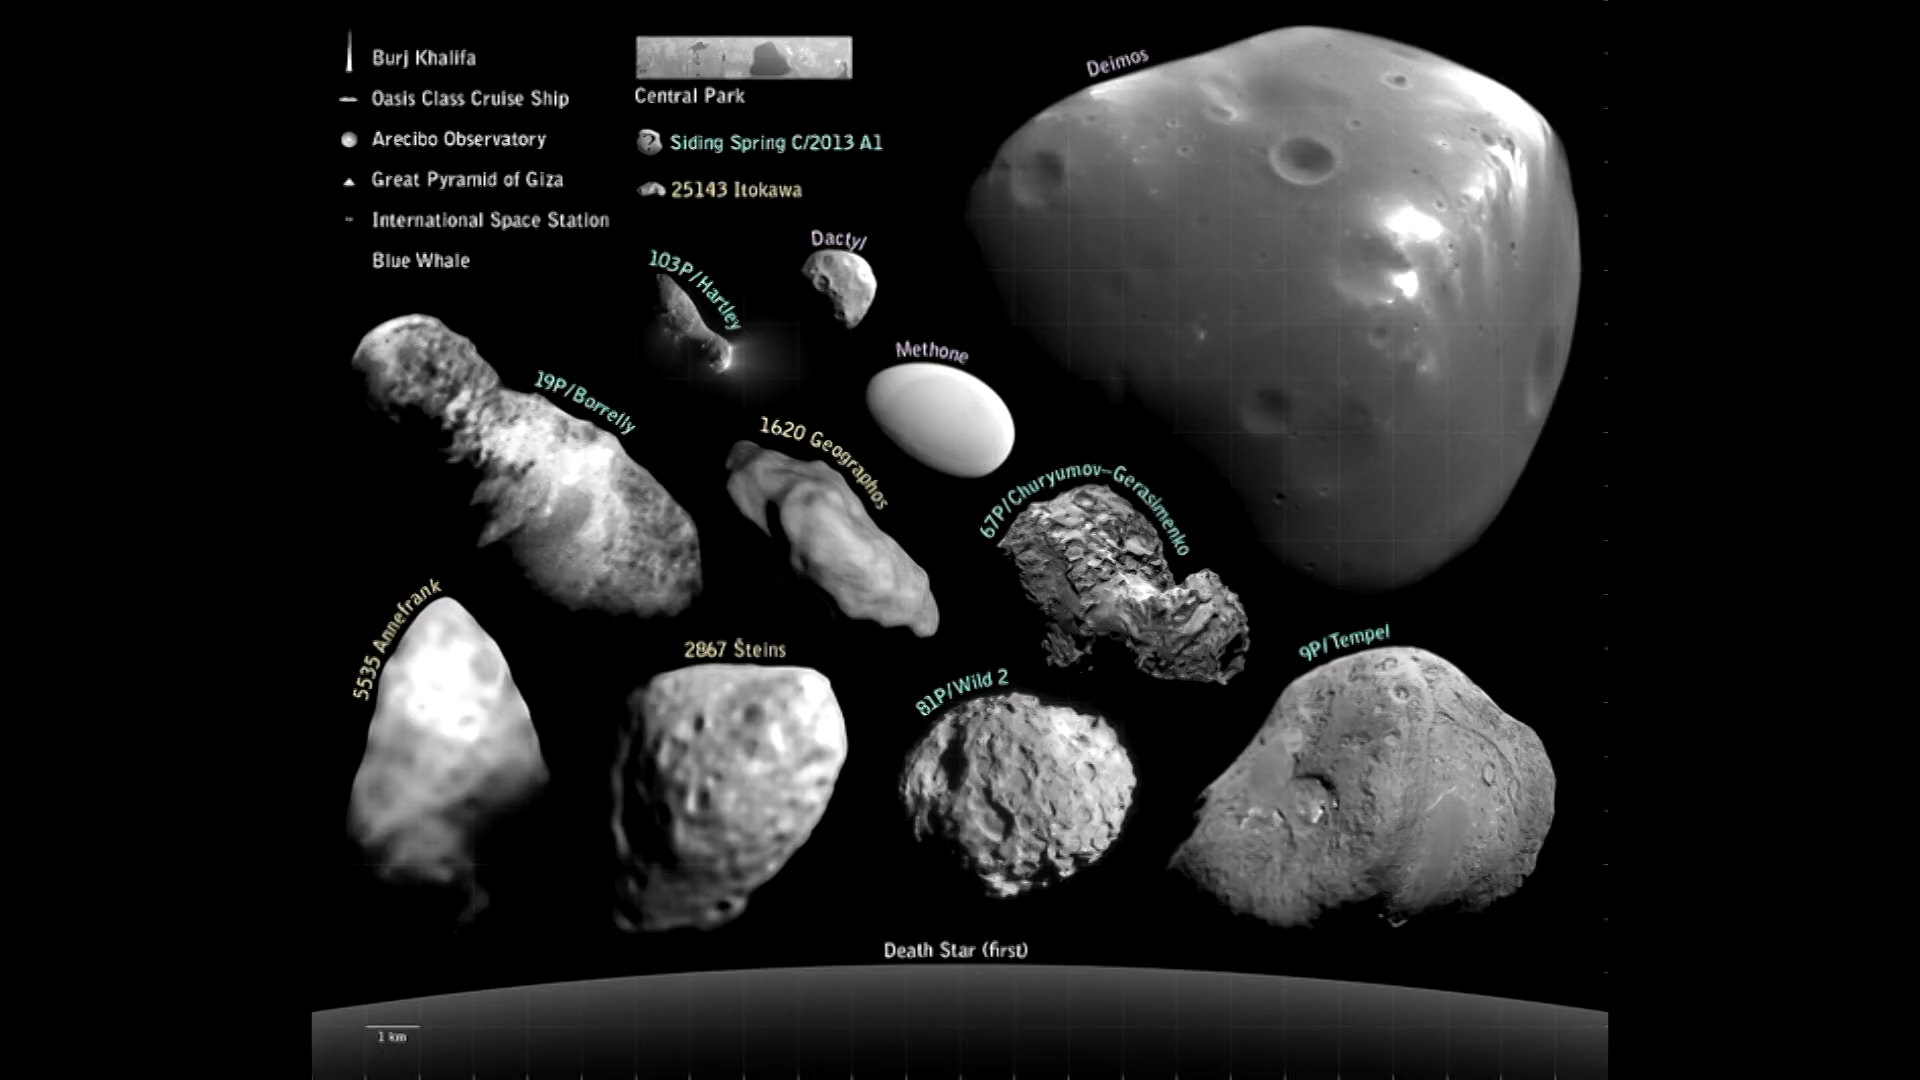 Burj Khalifa
Oasis Class Cruise Ship
Arecibo Observatory
Great Pyramid of Giza
International Space Station
Blue Whale
Central Park
?
Siding Spring C/2013 A1
25143 Itokawa
Deimos
Dactyl
103P/Hartley
Methone
19P/Borrelly
1620 Geographos
67P/Churyumov-Gerasimenko
5535 Annefrank
2867 Šteins
81P/Wild 2
9P/Tempel
Death Star (first)
1 km